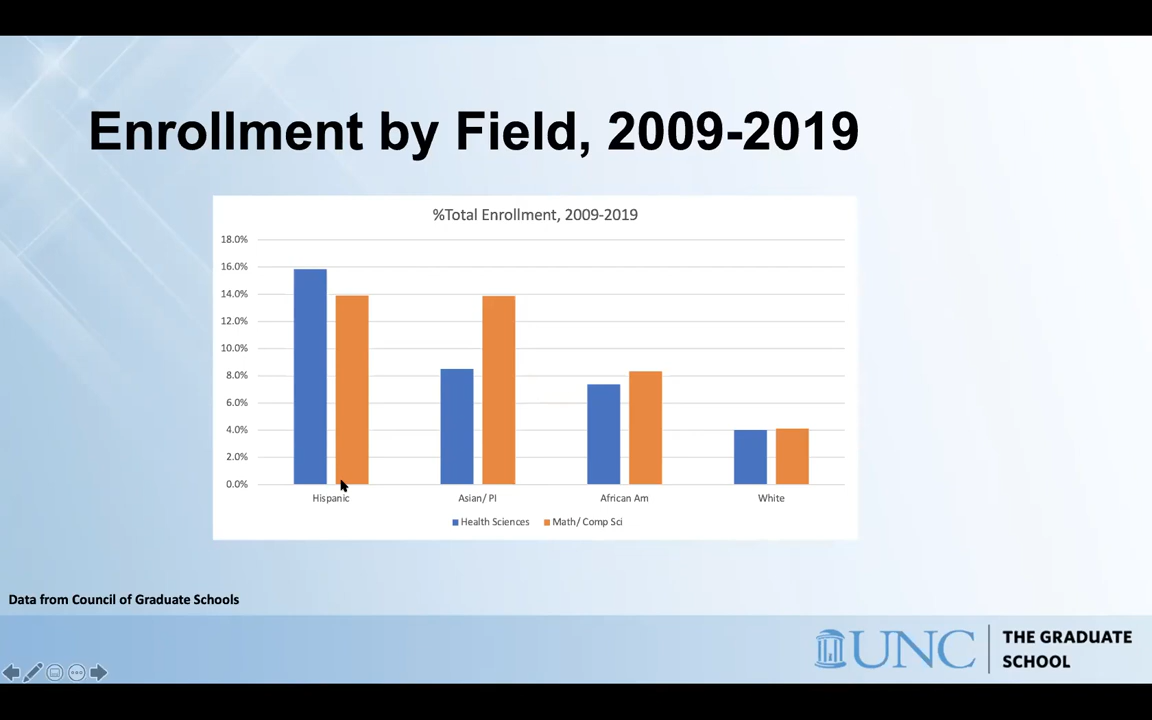 Enrollment by Field, 2009-2019
%Total Enrollment, 2009-2019
18.0%
16.0%
14.0%
12.0%
10.0%
8.0%
6.0%
4.0%
2.0%
0.0%
Hispanic Asian/ PI African Am White
Health Sciences Math/ Comp Sci
Data from Council of Graduate Schools
UNC THE GRADUATE
SCHOOL